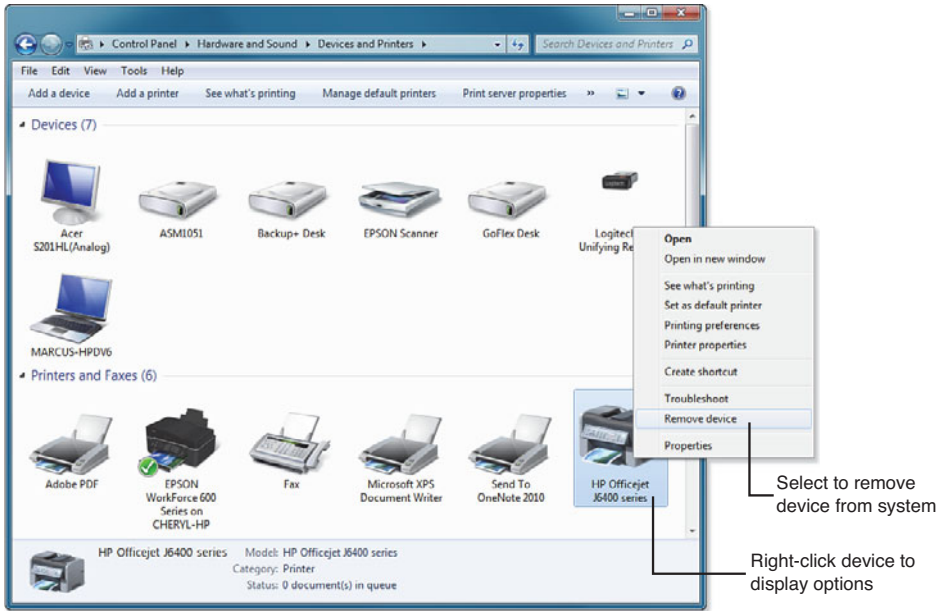 Control Panel ▸ Hardware and Sound ▸ Devices and Printers ▸
Search Devices and Printers
File Edit View Tools Help
Add a device Add a printer See what's printing Manage default printers Print server properties »
Devices (7)
Acer
S201HL(Analog)
ASM1051
Backup+ Desk
EPSON Scanner
GoFlex Desk
Logitec
Unifying Re
MARCUS-HPDV6
Open
Open in new window
See what's printing
Set as default printer
Printing preferences
Printer properties
Create shortcut
Troubleshoot
Remove device
Properties
Printers and Faxes (6)
Adobe PDF
EPSON
WorkForce 600
Series on
CHERYL-HP
Fax
Microsoft XPS
Document Writer
Send To
OneNote 2010
HP Officejet
J6400 series
Select to remove
device from system
Right-click device to
display options
HP Officejet J6400 series Model: HP Officejet J6400 series
Category: Printer
Status: 0 document(s) in queue